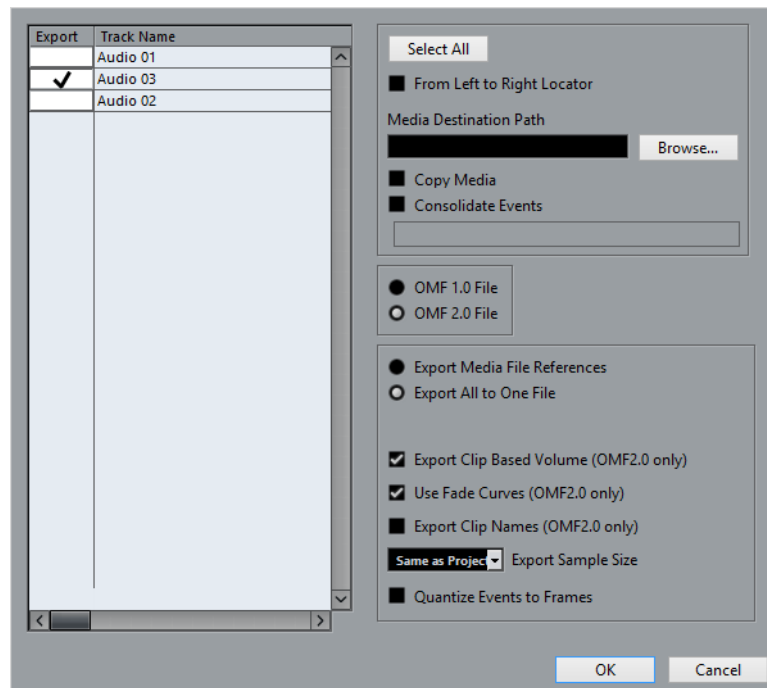 Export Track Name
Audio 01
Audio 03
Audio 02
Select All
From Left to Right Locator
Media Destination Path
Browse...
Copy Media
Consolidate Events
OMF 1.0 File
OMF 2.0 File
Export Media File References
Export All to One File
Export Clip Based Volume (OMF2.0 only)
Use Fade Curves (OMF2.0 only)
Export Clip Names (OMF2.0 only)
Same as Project Export Sample Size
Quantize Events to Frames
OK Cancel